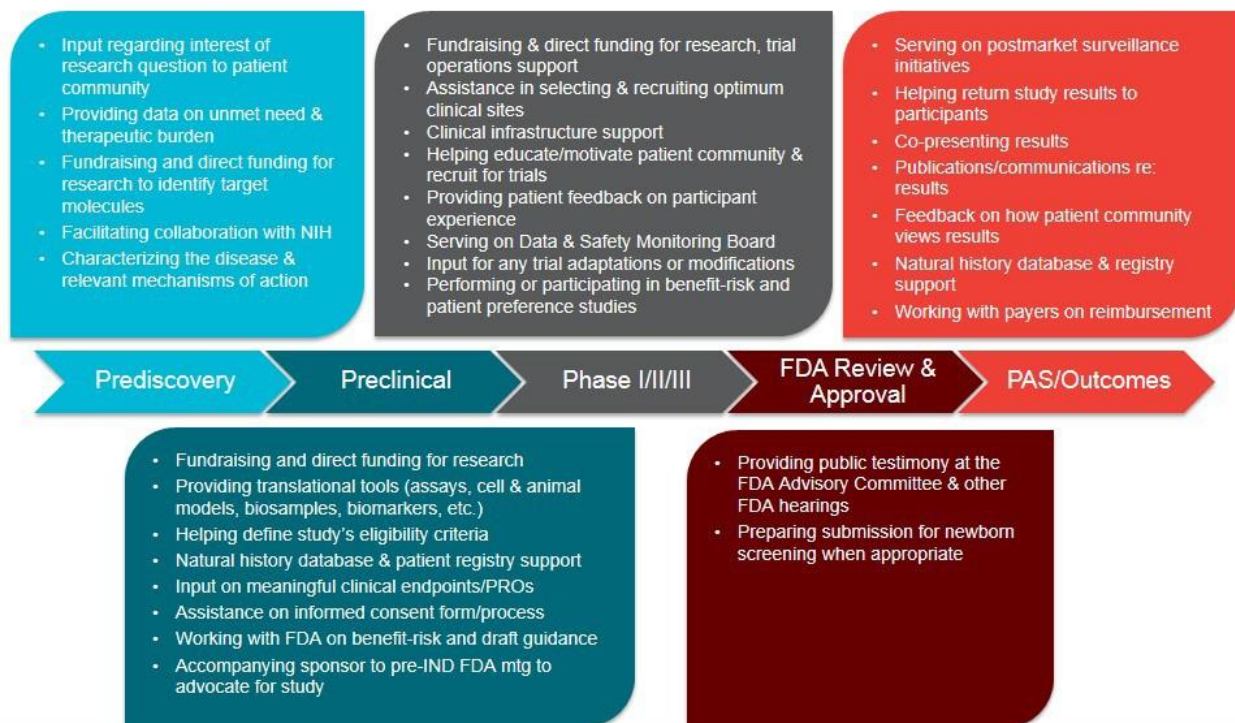 • Input regarding interest of
research question to patient
community
• Providing data on unmet need &
therapeutic burden
• Fundraising and direct funding for
research to identify target
molecules
• Facilitating collaboration with NIH
• Characterizing the disease &
relevant mechanisms of action
• Fundraising & direct funding for research, trial
operations support
• Assistance in selecting & recruiting optimum
clinical sites
• Clinical infrastructure support
• Helping educate/motivate patient community &
recruit for trials
• Providing patient feedback on participant
experience
• Serving on Data & Safety Monitoring Board
• Input for any trial adaptations or modifications
• Performing or participating in benefit-risk and
patient preference studies
• Serving on postmarket surveillance
initiatives
• Helping return study results to
participants
• Co-presenting results
• Publications/communications re:
results
• Feedback on how patient community
views results
• Natural history database & registry
support
• Working with payers on reimbursement
Prediscovery
Preclinical
Phase I/II/III
FDA Review &
Approval
PAS/Outcomes
• Fundraising and direct funding for research
• Providing translational tools (assays, cell & animal
models, biosamples, biomarkers, etc.)
• Helping define study's eligibility criteria
• Natural history database & patient registry support
• Input on meaningful clinical endpoints/PROs
• Assistance on informed consent form/process
• Working with FDA on benefit-risk and draft guidance
• Accompanying sponsor to pre-IND FDA mtg to
advocate for study
• Providing public testimony at the
FDA Advisory Committee & other
FDA hearings
• Preparing submission for newborn
screening when appropriate